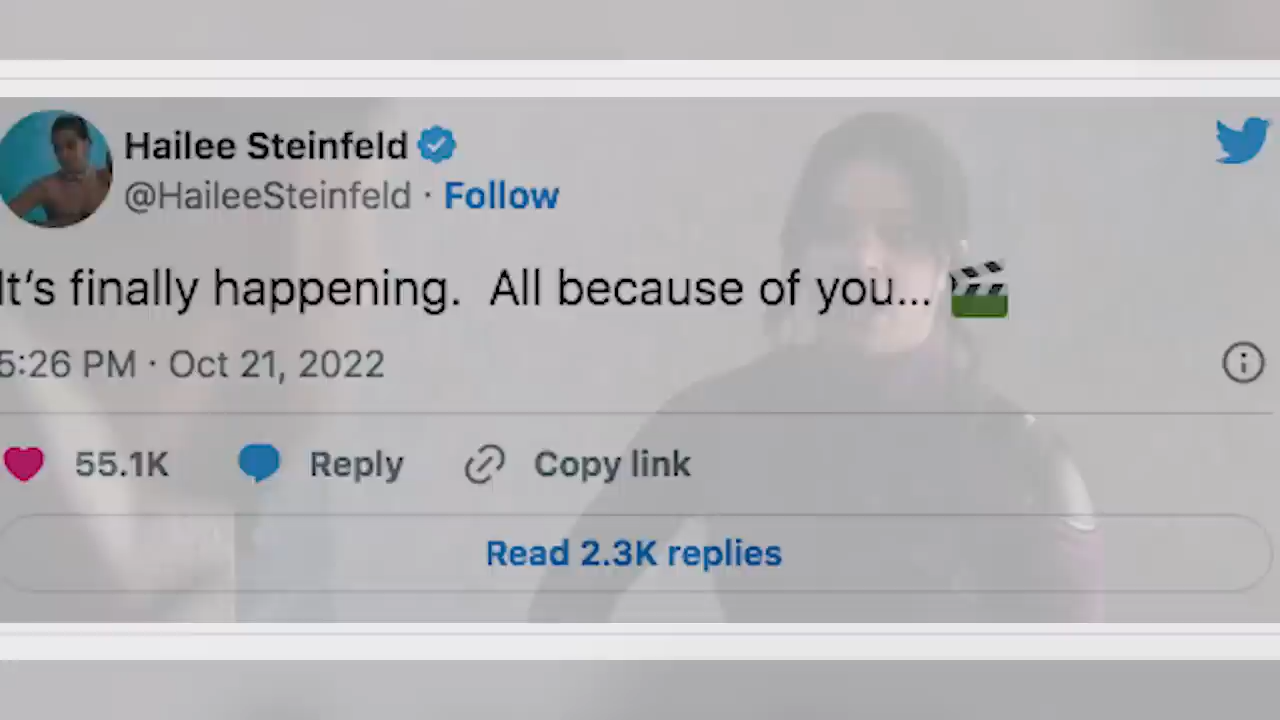 Hailee Steinfeld
@HaileeSteinfeld · Follow
It's finally happening.  All because of you... 🎬
5:26 PM · Oct 21, 2022
55.1K Reply Copy link
Read 2.3K replies